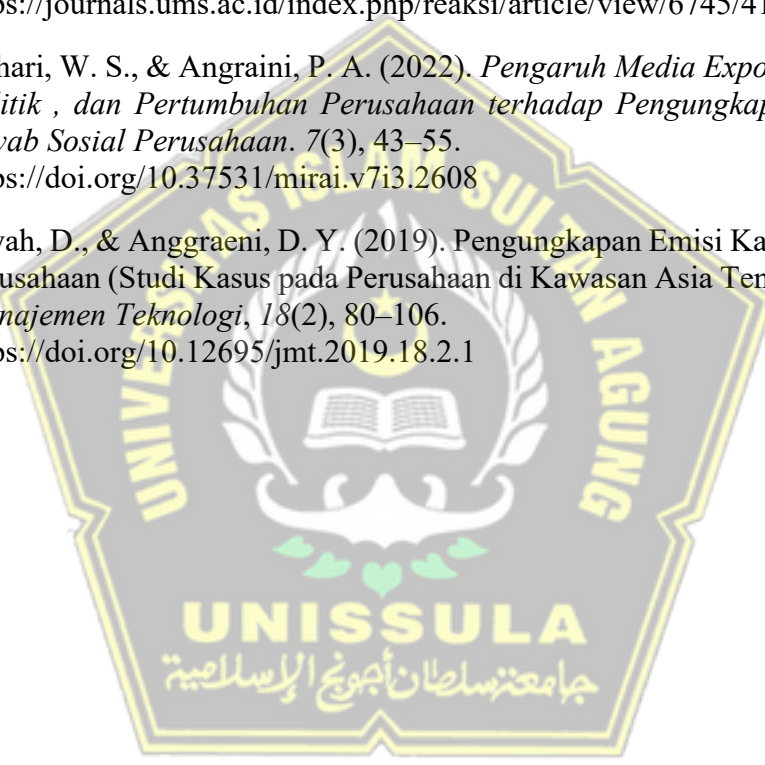 ps://journals.ums.ac.id/index.php/reaksi/article/view/6745/41
hari, W. S., & Angraini, P. A. (2022). Pengaruh Media Expo
litik , dan Pertumbuhan Perusahaan terhadap Pengungkap
vab Sosial Perusahaan. 7(3), 43–55.
ps://doi.org/10.37531/mirai.v7i3.2608
yah, D., & Anggraeni, D. Y. (2019). Pengungkapan Emisi Ka
usahaan (Studi Kasus pada Perusahaan di Kawasan Asia Ten
najemen Teknologi, 18(2), 80–106.
ps://doi.org/10.12695/jmt.2019.18.2.1
UNIVERSITAS ISLAM SULTAN AGUNG
UNISSULA
جامعتسلطان أجونج الإسلامية